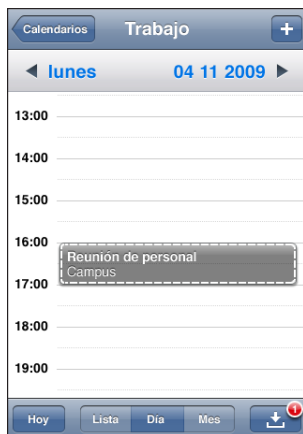 Calendarios Trabajo +
lunes 04 11 2009
13:00
14:00
15:00
16:00
Reunión de personal
Campus
17:00
18:00
19:00
Hoy Lista Día Mes 1